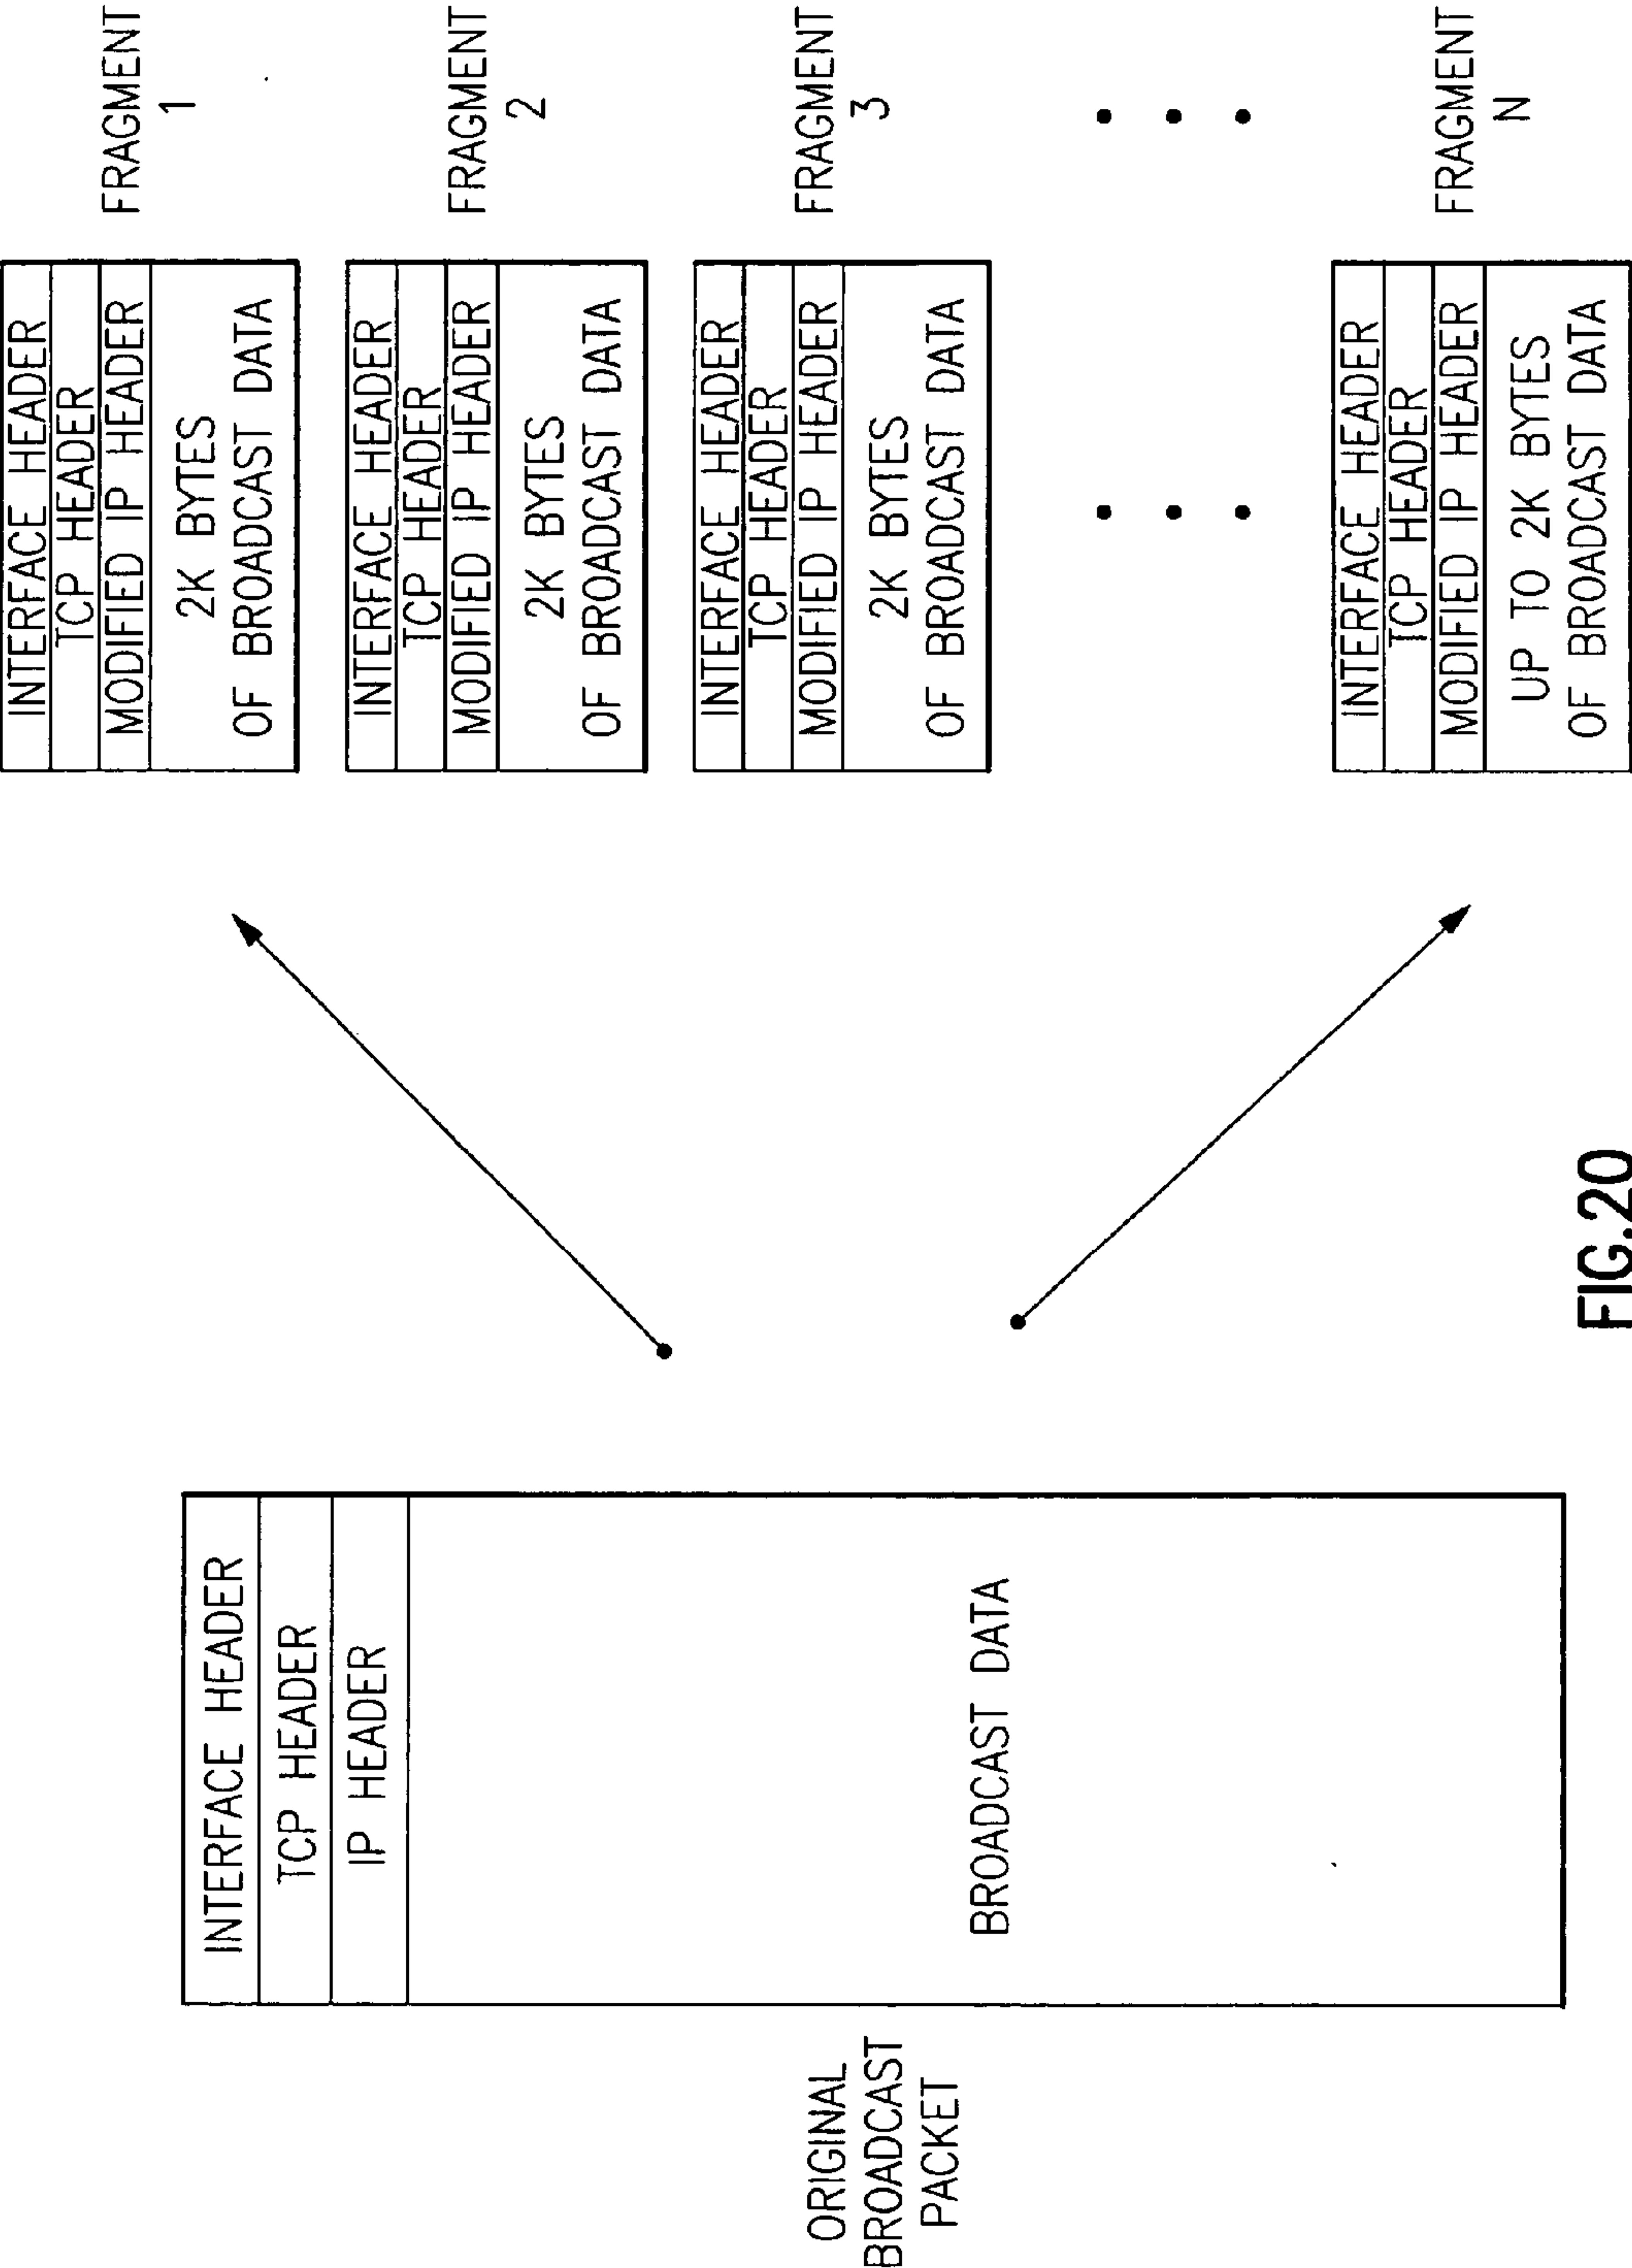 ORIGINAL
BROADCAST
PACKET
INTERFACE HEADER
TCP HEADER
IP HEADER
BROADCAST DATA
INTERFACE HEADER
TCP HEADER
MODIFIED IP HEADER
2K BYTES
OF BROADCAST DATA
FRAGMENT
1
INTERFACE HEADER
TCP HEADER
MODIFIED IP HEADER
2K BYTES
OF BROADCAST DATA
FRAGMENT
2
INTERFACE HEADER
TCP HEADER
MODIFIED IP HEADER
2K BYTES
OF BROADCAST DATA
FRAGMENT
3
INTERFACE HEADER
TCP HEADER
MODIFIED IP HEADER
UP TO 2K BYTES
OF BROADCAST DATA
FRAGMENT
N
FIG.20